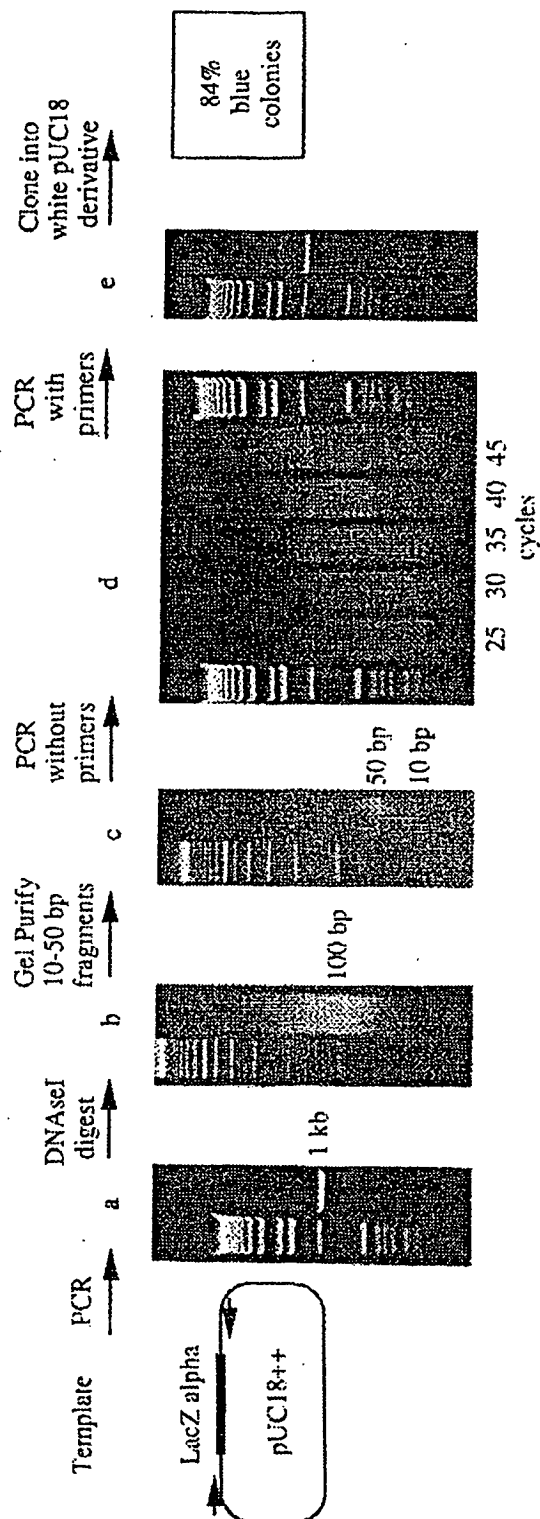 Template
PCR
a
DNAseI
digest
b
Gel Purify
10-50 bp
fragments
c
PCR
without
primers
d
PCR
with
primers
e
Clone into
white pUC18
derivative
LacZ alpha
pUC18++
1 kb
100 bp
50 bp
10 bp
25 30 35 40 45
cycles
84%
blue
colonies